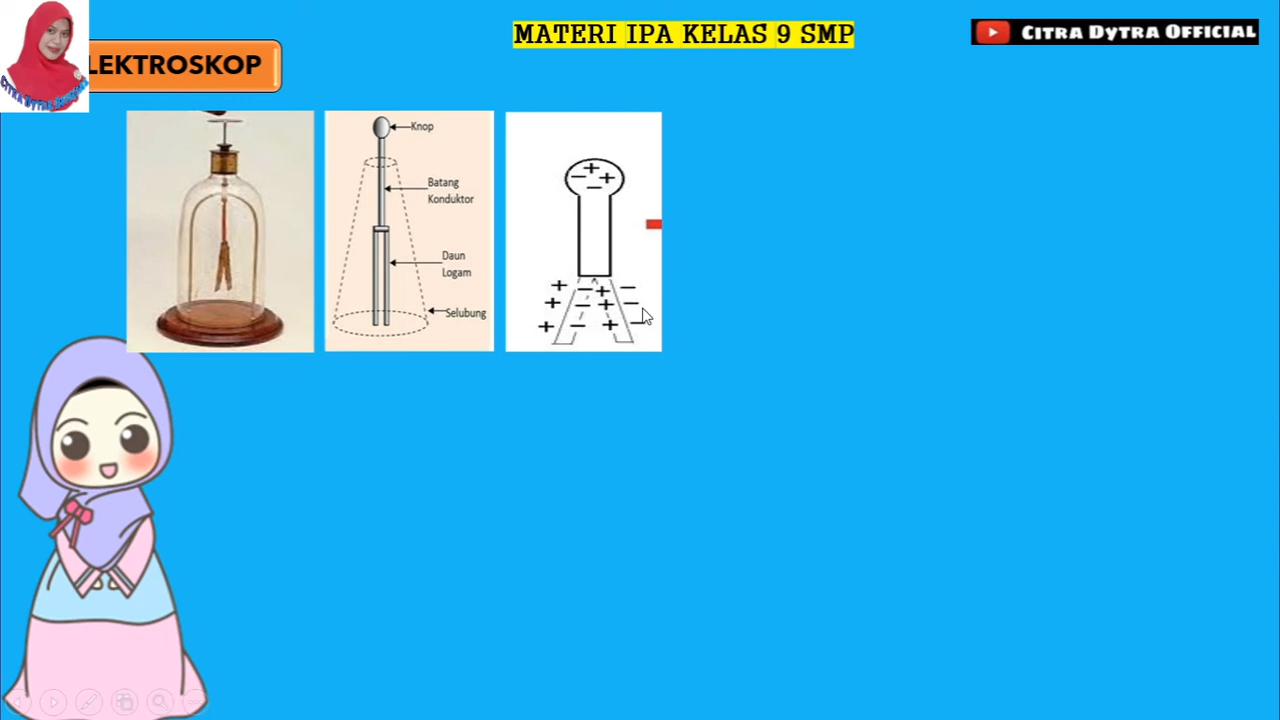 MATERI IPA KELAS 9 SMP
CITRA DYTRA OFFICIAL
LEKTROSKOP
Knop
Batang
Konduktor
Daun
Logam
Selubung